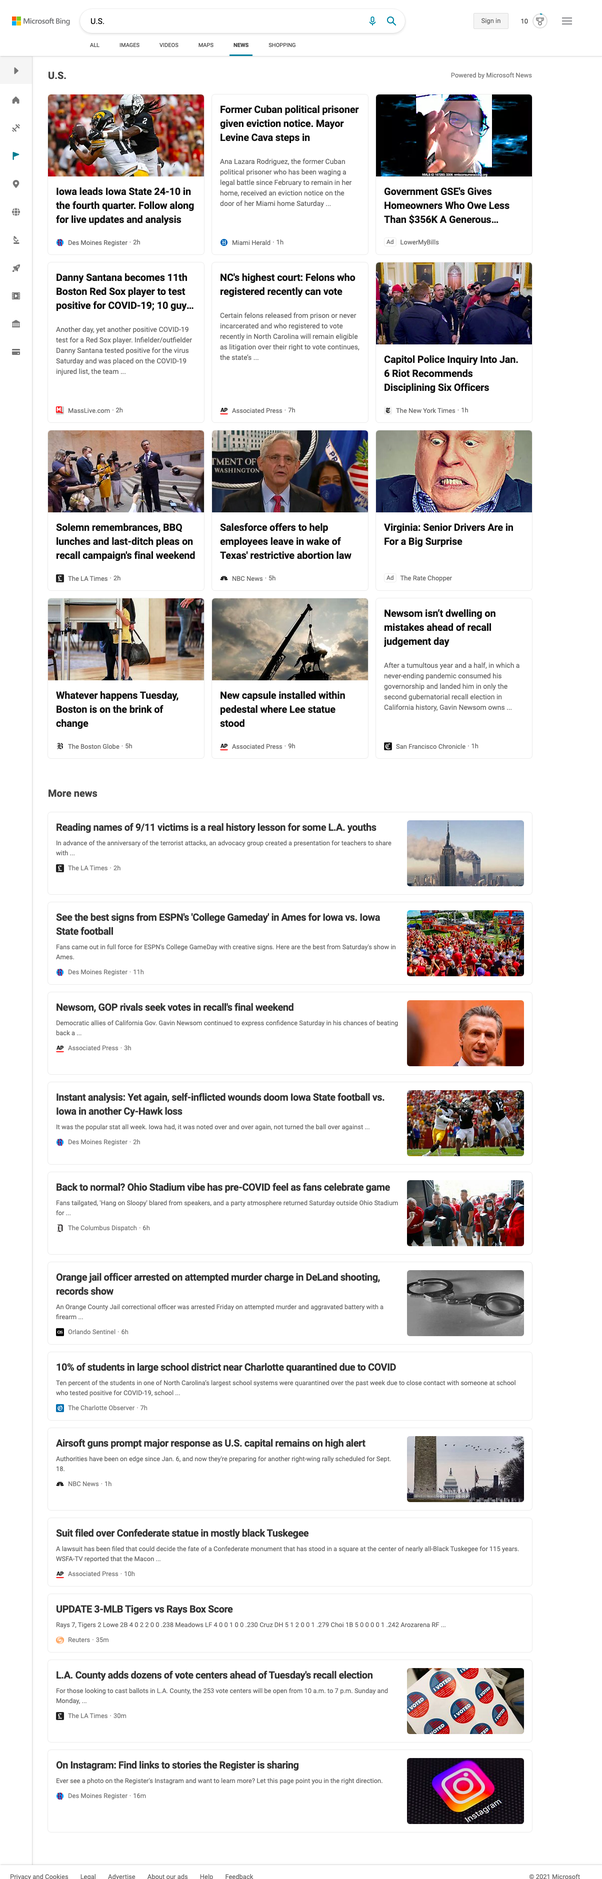 Microsoft Bing
U.S.
Sign in
10
ALL IMAGES VIDEOS MAPS NEWS SHOPPING
U.S.
Powered by Microsoft News
Iowa leads Iowa State 24-10 in
the fourth quarter. Follow along
for live updates and analysis
Des Moines Register · 2h
Former Cuban political prisoner
given eviction notice. Mayor
Levine Cava steps in
Ana Lazara Rodriguez, the former Cuban
political prisoner who has been waging a
legal battle since February to remain in her
home, received an eviction notice on the
door of her Miami home Saturday ...
Miami Herald · 1h
Government GSE's Gives
Homeowners Who Owe Less
Than $356K A Generous...
Ad LowerMyBills
Danny Santana becomes 11th
Boston Red Sox player to test
positive for COVID-19; 10 guy...
Another day, yet another positive COVID-19
test for a Red Sox player. Infielder/outfielder
Danny Santana tested positive for the virus
Saturday and was placed on the COVID-19
injured list, the team ...
MassLive.com · 2h
NC's highest court: Felons who
registered recently can vote
Certain felons released from prison or never
incarcerated and who registered to vote
recently in North Carolina will remain eligible
as litigation over their right to vote continues,
the state's ...
AP Associated Press · 7h
Capitol Police Inquiry Into Jan.
6 Riot Recommends
Disciplining Six Officers
The New York Times · 1h
Solemn remembrances, BBQ
lunches and last-ditch pleas on
recall campaign's final weekend
The LA Times · 2h
TMENT OF
WASHINGTON
Salesforce offers to help
employees leave in wake of
Texas' restrictive abortion law
NBC News · 5h
Virginia: Senior Drivers Are in
For a Big Surprise
Ad The Rate Chopper
Whatever happens Tuesday,
Boston is on the brink of
change
The Boston Globe · 5h
New capsule installed within
pedestal where Lee statue
stood
AP Associated Press · 9h
Newsom isn't dwelling on
mistakes ahead of recall
judgement day
After a tumultuous year and a half, in which a
never-ending pandemic consumed his
governorship and landed him in only the
second gubernatorial recall election in
California history, Gavin Newsom owns ...
San Francisco Chronicle · 1h
More news
Reading names of 9/11 victims is a real history lesson for some L.A. youths
In advance of the anniversary of the terrorist attacks, an advocacy group created a presentation for teachers to share
with ...
The LA Times · 2h
See the best signs from ESPN's 'College Gameday' in Ames for Iowa vs. Iowa
State football
Fans came out in full force for ESPN's College GameDay with creative signs. Here are the best from Saturday's show in
Ames.
Des Moines Register · 11h
Newsom, GOP rivals seek votes in recall's final weekend
Democratic allies of California Gov. Gavin Newsom continued to express confidence Saturday in his chances of beating
back a ...
AP Associated Press · 3h
Instant analysis: Yet again, self-inflicted wounds doom Iowa State football vs.
Iowa in another Cy-Hawk loss
It was the popular stat all week. Iowa had, it was noted over and over again, not turned the ball over against ...
Des Moines Register · 2h
Back to normal? Ohio Stadium vibe has pre-COVID feel as fans celebrate game
Fans tailgated, 'Hang on Sloopy' blared from speakers, and a party atmosphere returned Saturday outside Ohio Stadium
for ...
The Columbus Dispatch · 6h
Orange jail officer arrested on attempted murder charge in DeLand shooting,
records show
An Orange County Jail correctional officer was arrested Friday on attempted murder and aggravated battery with a
firearm ...
OS Orlando Sentinel · 6h
10% of students in large school district near Charlotte quarantined due to COVID
Ten percent of the students in one of North Carolina's largest school systems were quarantined over the past week due to close contact with someone at school
who tested positive for COVID-19, school ...
The Charlotte Observer · 7h
Airsoft guns prompt major response as U.S. capital remains on high alert
Authorities have been on edge since Jan. 6, and now they're preparing for another right-wing rally scheduled for Sept.
18.
NBC News · 1h
Suit filed over Confederate statue in mostly black Tuskegee
A lawsuit has been filed that could decide the fate of a Confederate monument that has stood in a square at the center of nearly all-Black Tuskegee for 115 years.
WSFA-TV reported that the Macon ...
AP Associated Press · 10h
UPDATE 3-MLB Tigers vs Rays Box Score
Rays 7, Tigers 2 Lowe 2B 4 0 2 2 0 0 .238 Meadows LF 4 0 0 1 0 0 .230 Cruz DH 5 1 2 0 0 1 .279 Choi 1B 5 0 0 0 0 1 .242 Arozarena RF ...
Reuters · 35m
L.A. County adds dozens of vote centers ahead of Tuesday's recall election
For those looking to cast ballots in L.A. County, the 253 vote centers will be open from 10 a.m. to 7 p.m. Sunday and
Monday, ...
The LA Times · 30m
I VOTED
On Instagram: Find links to stories the Register is sharing
Ever see a photo on the Register's Instagram and want to learn more? Let this page point you in the right direction.
Des Moines Register · 16m
Instagram
Privacy and Cookies Legal Advertise About our ads Help Feedback
© 2021 Microsoft